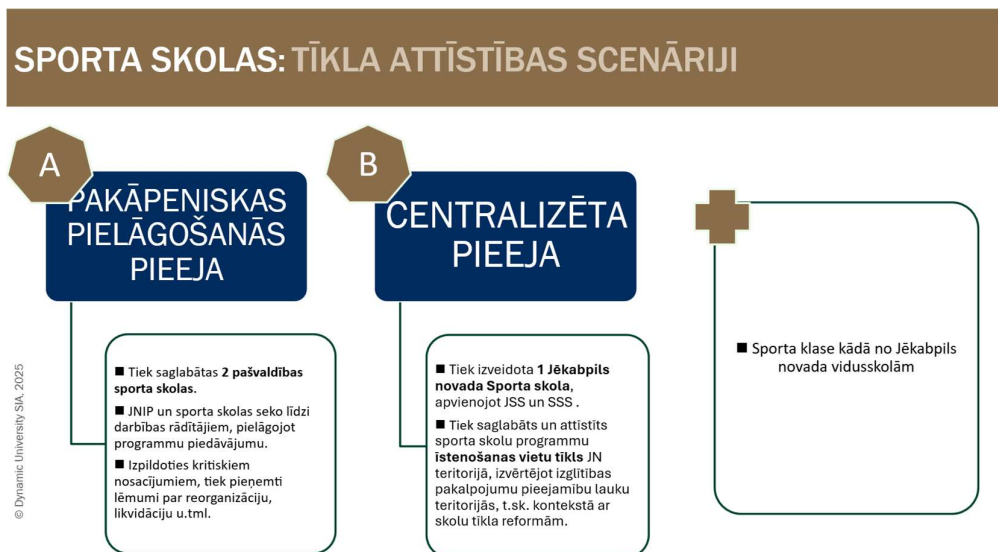 SPORTA SKOLAS: TĪKLA ATTĪSTĪBAS SCENĀRIJI
A
PAKĀPENISKAS
PIELĀGOŠANĀS
PIEEJA
■ Tiek saglabātas 2 pašvaldības
sporta skolas.
■ JNIP un sporta skolas seko līdzi
darbības rādītājiem, pielāgojot
programmu piedāvājumu.
■ Izpildoties kritiskiem
nosacījumiem, tiek pieņemti
lēmumi par reorganizāciju,
likvidāciju u.tml.
B
CENTRALIZĒTA
PIEEJA
■ Tiek izveidota 1 Jēkabpils
novada Sporta skola,
apvienojot JSS un SSS .
■ Tiek saglabāts un attīstīts
sporta skolu programmu
īstenošanas vietu tīkls JN
teritorijā, izvērtējot izglītības
pakalpojumu pieejamību lauku
teritorijās, t.sk. kontekstā ar
skolu tīkla reformām.
■ Sporta klase kādā no Jēkabpils
novada vidusskolām
© Dynamic University SIA, 2025